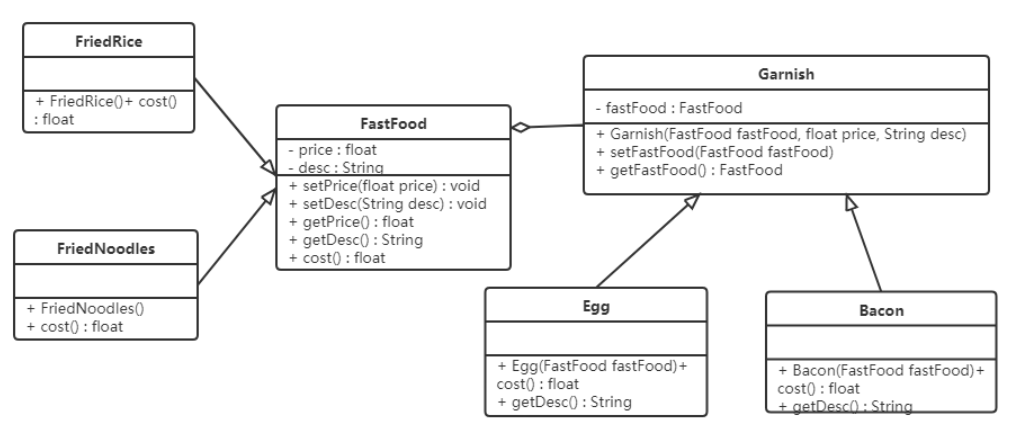 FriedRice
+ FriedRice()+ cost()
: float
FastFood
- price : float
- desc : String
+ setPrice(float price) : void
+ setDesc(String desc) : void
+ getPrice() : float
+ getDesc() : String
+ cost() : float
Garnish
- fastFood : FastFood
+ Garnish(FastFood fastFood, float price, String desc)
+ setFastFood(FastFood fastFood)
+ getFastFood() : FastFood
FriedNoodles
+ FriedNoodles()
+ cost() : float
Egg
+ Egg(FastFood fastFood)+
cost() : float
+ getDesc() : String
Bacon
+ Bacon(FastFood fastFood)+
cost() : float
+ getDesc() : String